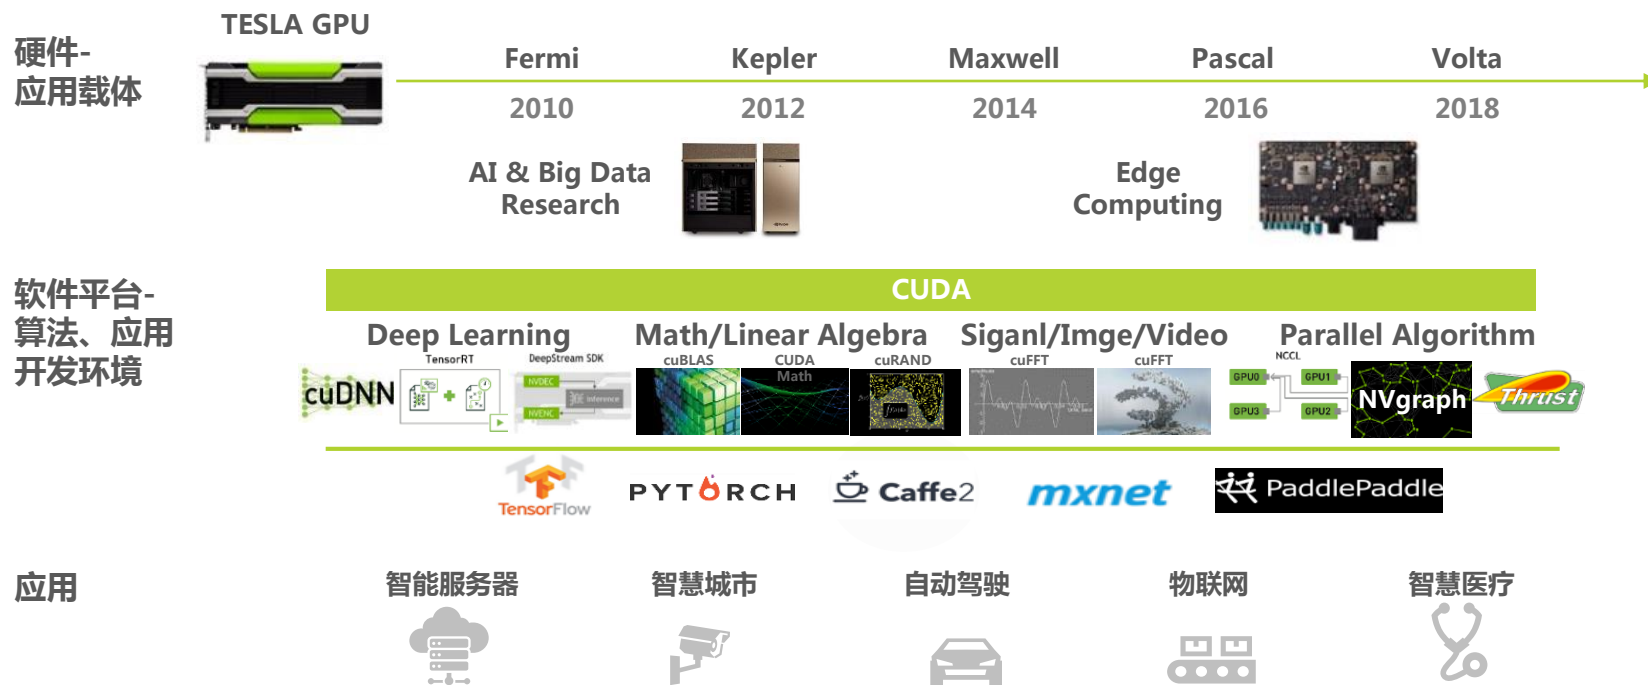 TESLA GPU
硬件-
应用载体
Fermi
Kepler
Maxwell
Pascal
Volta
2010
2012
2014
2016
2018
AI & Big Data
Research
Edge
Computing
软件平台-
算法、应用
开发环境
CUDA
Deep Learning
Math/Linear Algebra
Siganl/Imge/Video
Parallel Algorithm
cuDNN
TensorRT
DeepStream SDK
NVDEC
Inference
NVENC
cuBLAS
CUDA
Math
cuRAND
cuFFT
cuFFT
NCCL
GPU0
GPU1
GPU3
GPU2
NVgraph
Thrust
TensorFlow
PYTORCH
Caffe2
mxnet
PaddlePaddle
应用
智能服务器
智慧城市
自动驾驶
物联网
智慧医疗